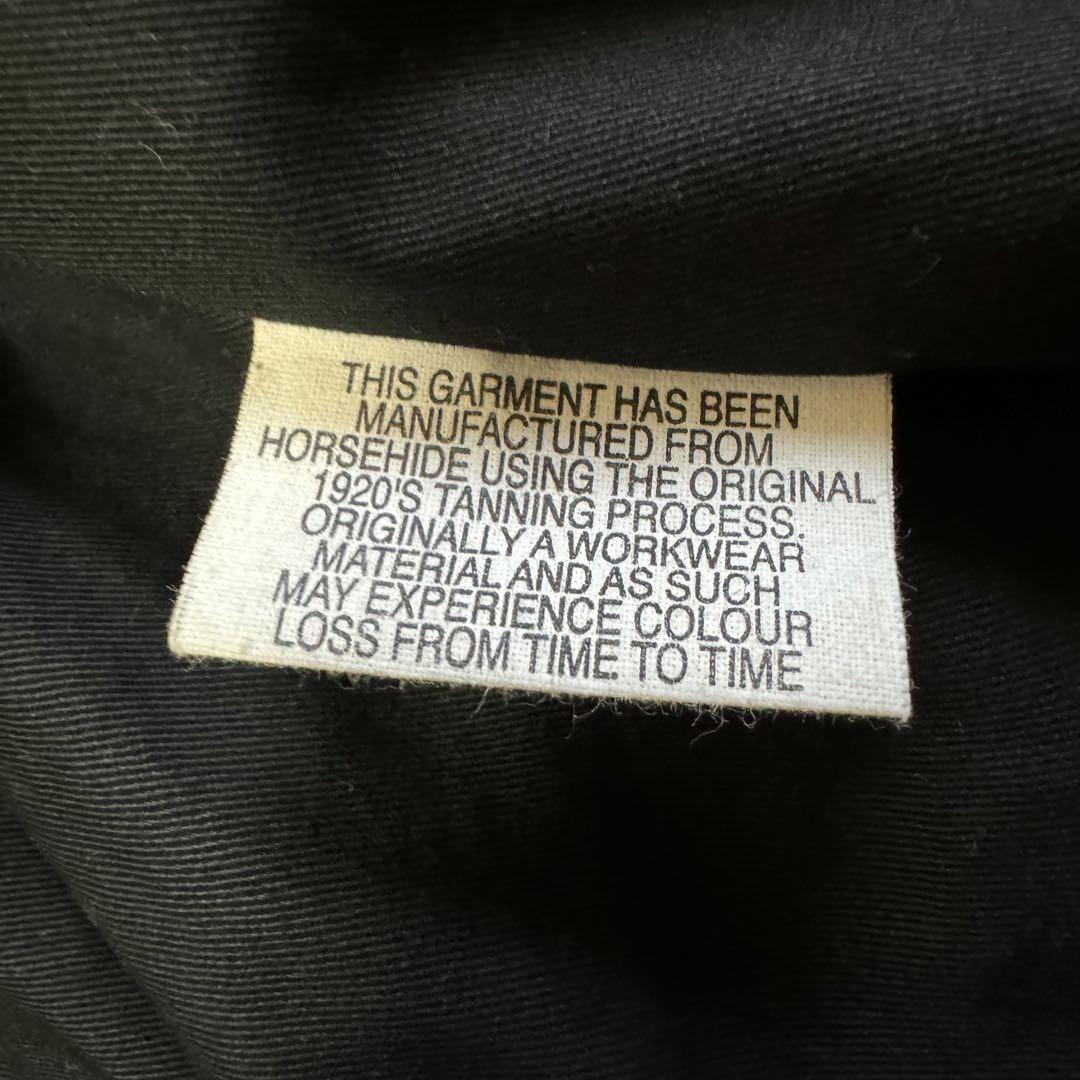 THIS GARMENT HAS BEEN
MANUFACTURED FROM
HORSEHIDE USING THE ORIGINAL
1920'S TANNING PROCESS.
ORIGINALLY A WORKWEAR
MATERIAL AND AS SUCH
MAY EXPERIENCE COLOUR
LOSS FROM TIME TO TIME